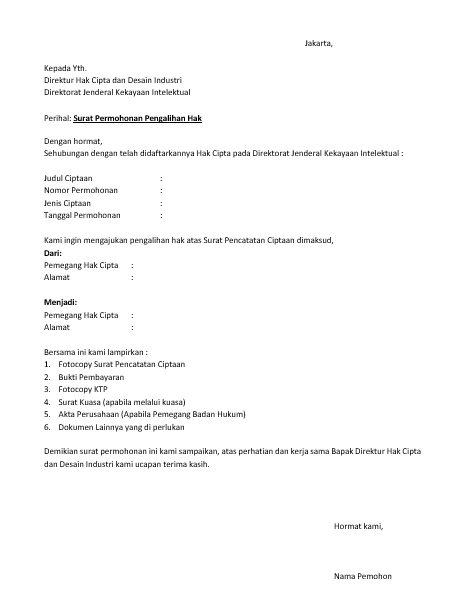 Jakarta,
Kepada Yth.
Direktur Hak Cipta dan Desain Industri
Direktorat Jenderal Kekayaan Intelektual
Perihal: Surat Permohonan Pengalihan Hak
Dengan hormat,
Sehubungan dengan telah didaftarkannya Hak Cipta pada Direktorat Jenderal Kekayaan Intelektual :
Judul Ciptaan :
Nomor Permohonan :
Jenis Ciptaan :
Tanggal Permohonan :
Kami ingin mengajukan pengalihan hak atas Surat Pencatatan Ciptaan dimaksud,
Dari:
Pemegang Hak Cipta :
Alamat :
Menjadi:
Pemegang Hak Cipta :
Alamat :
Bersama ini kami lampirkan :
1. Fotocopy Surat Pencatatan Ciptaan
2. Bukti Pembayaran
3. Fotocopy KTP
4. Surat Kuasa (apabila melalui kuasa)
5. Akta Perusahaan (Apabila Pemegang Badan Hukum)
6. Dokumen Lainnya yang di perlukan
Demikian surat permohonan ini kami sampaikan, atas perhatian dan kerja sama Bapak Direktur Hak Cipta
dan Desain Industri kami ucapan terima kasih.
Hormat kami,
Nama Pemohon